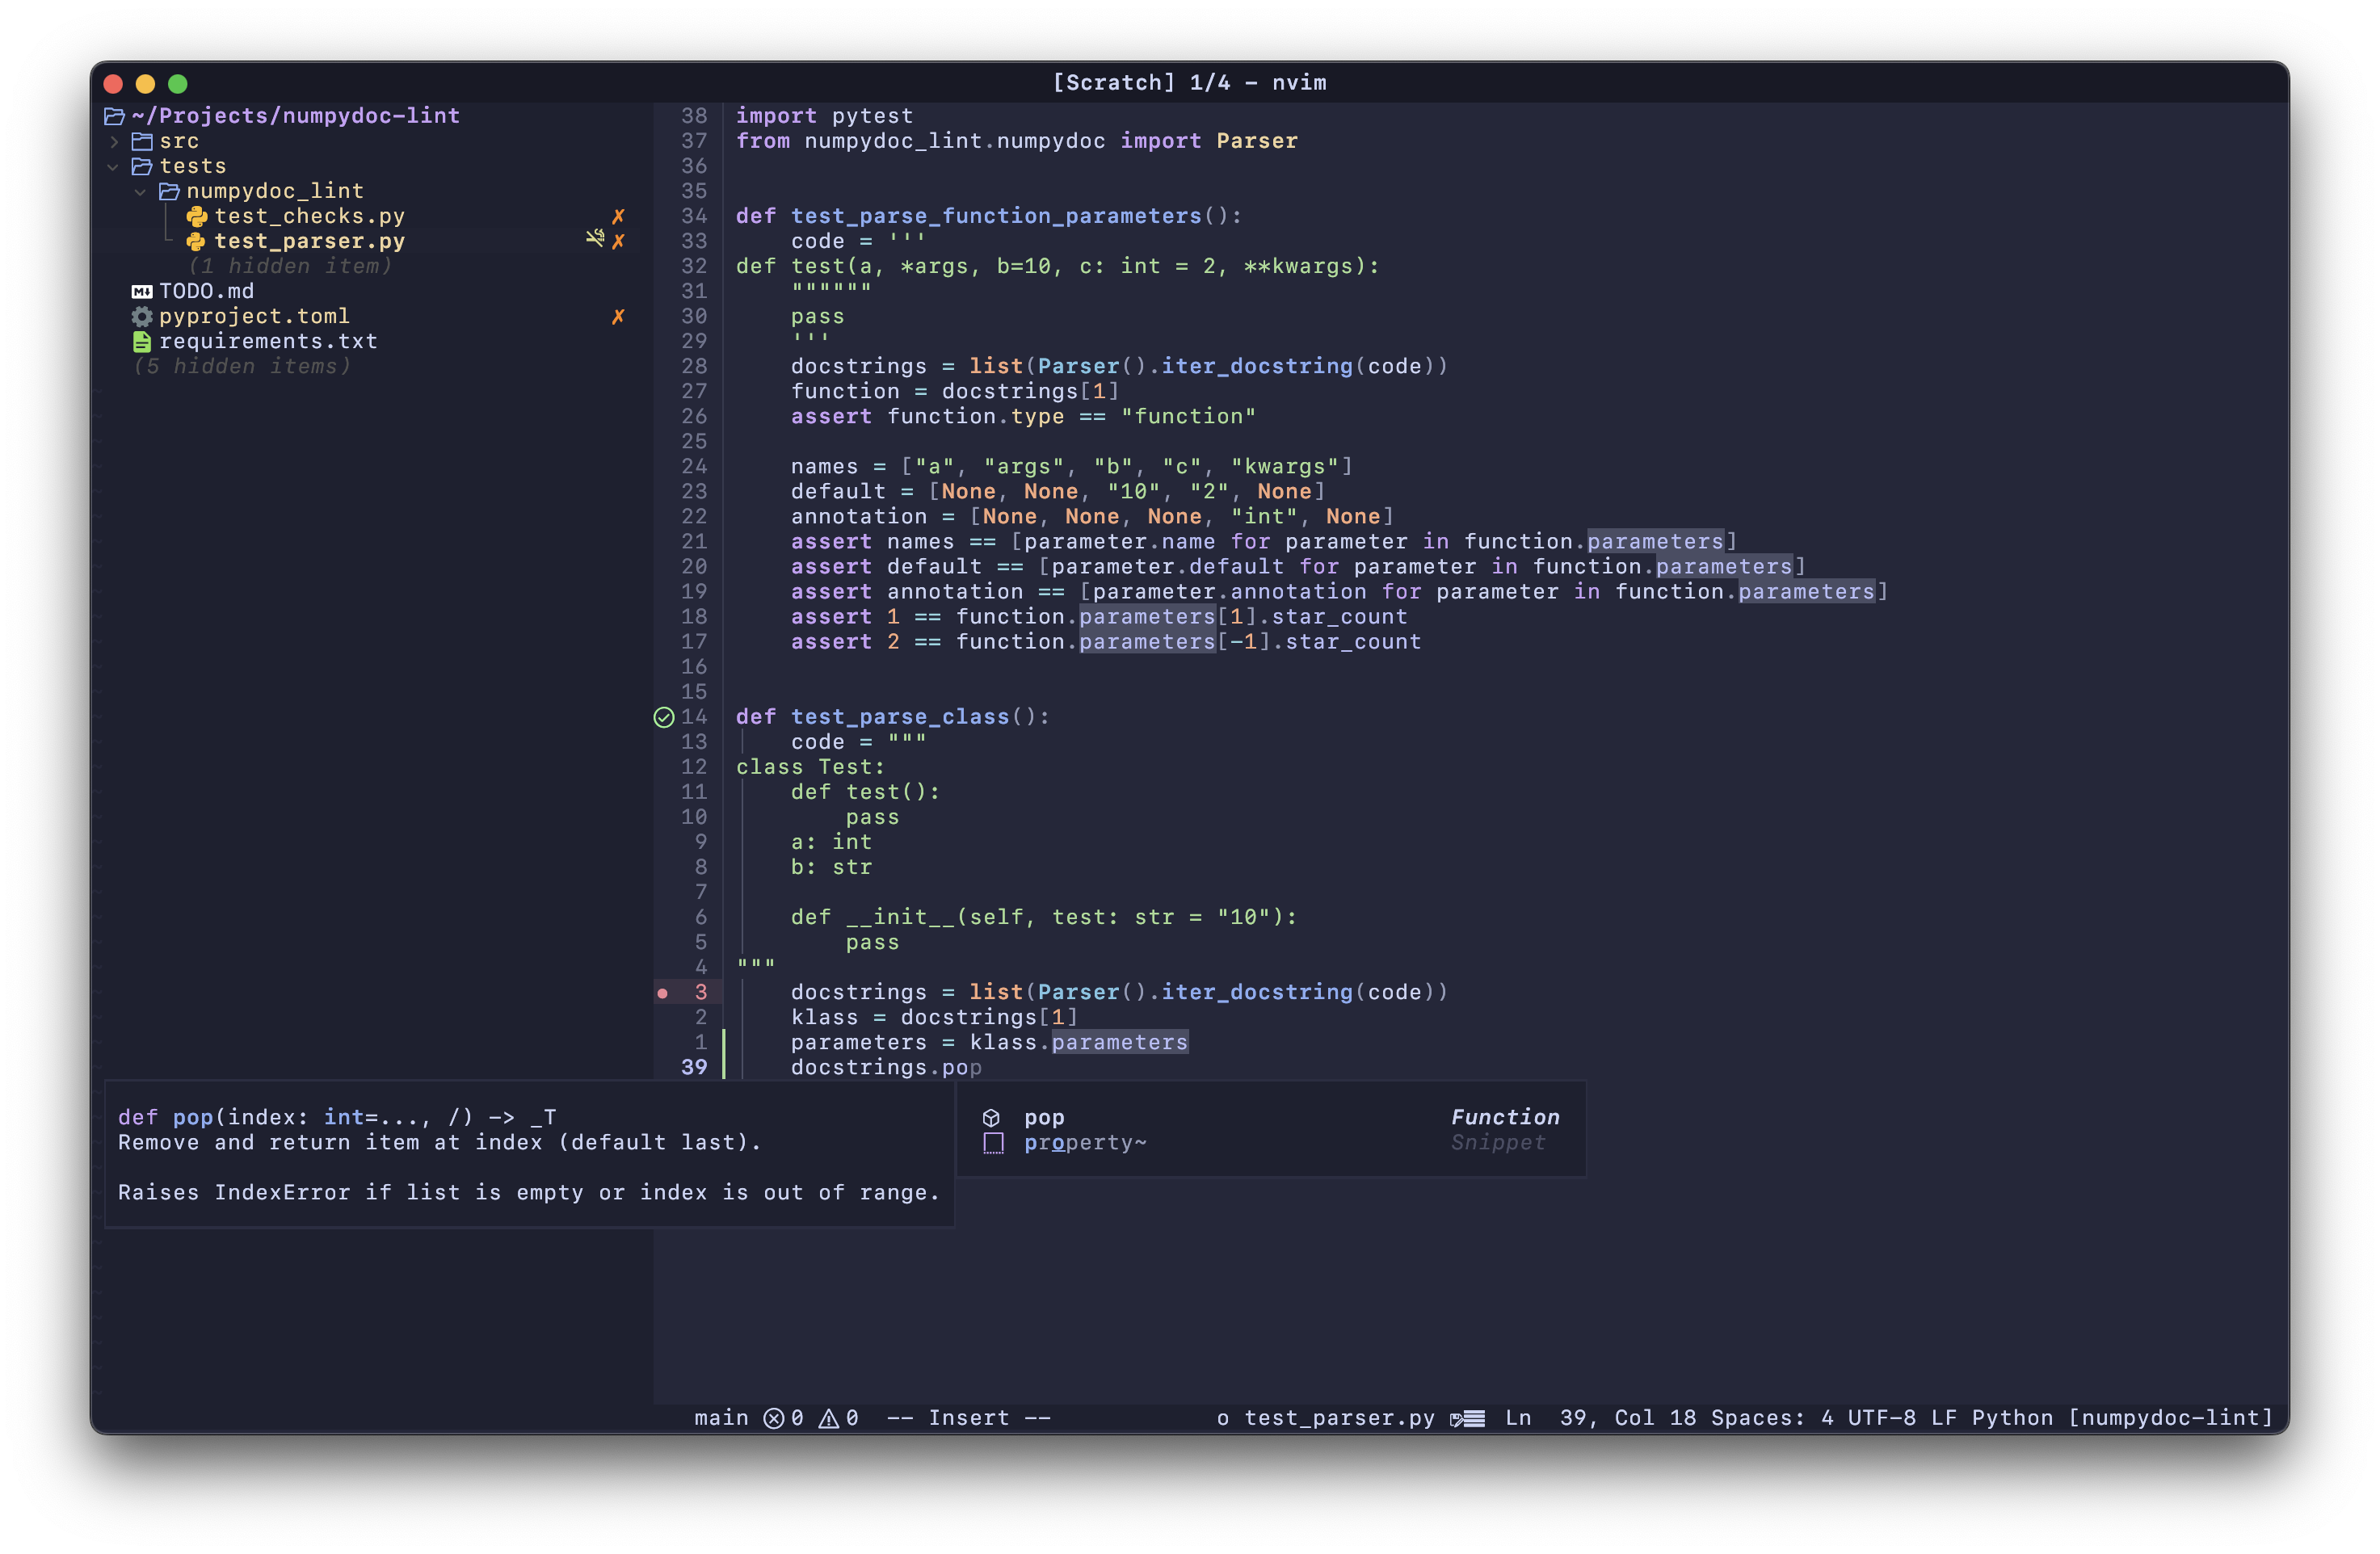 [Scratch] 1/4 - nvim
~/Projects/numpydoc-lint
src
tests
numpydoc_lint
test_checks.py
test_parser.py
(1 hidden item)
TODO.md
pyproject.toml
requirements.txt
(5 hidden items)
38 import pytest
37 from numpydoc_lint.numpydoc import Parser
36
35
34 def test_parse_function_parameters():
33     code = '''
32 def test(a, *args, b=10, c: int = 2, **kwargs):
31     """"""
30     pass
29     '''
28     docstrings = list(Parser().iter_docstring(code))
27     function = docstrings[1]
26     assert function.type == "function"
25
24     names = ["a", "args", "b", "c", "kwargs"]
23     default = [None, None, "10", "2", None]
22     annotation = [None, None, None, "int", None]
21     assert names == [parameter.name for parameter in function.parameters]
20     assert default == [parameter.default for parameter in function.parameters]
19     assert annotation == [parameter.annotation for parameter in function.parameters]
18     assert 1 == function.parameters[1].star_count
17     assert 2 == function.parameters[-1].star_count
16
15
14 def test_parse_class():
13     code = """
12 class Test:
11     def test():
10         pass
9     a: int
8     b: str
7
6     def __init__(self, test: str = "10"):
5         pass
4 """
3     docstrings = list(Parser().iter_docstring(code))
2     klass = docstrings[1]
1     parameters = klass.parameters
39     docstrings.pop
def pop(index: int=..., /) -> _T
Remove and return item at index (default last).
Raises IndexError if list is empty or index is out of range.
pop Function
property~ Snippet
main 0 0 -- Insert -- o test_parser.py Ln 39, Col 18 Spaces: 4 UTF-8 LF Python [numpydoc-lint]